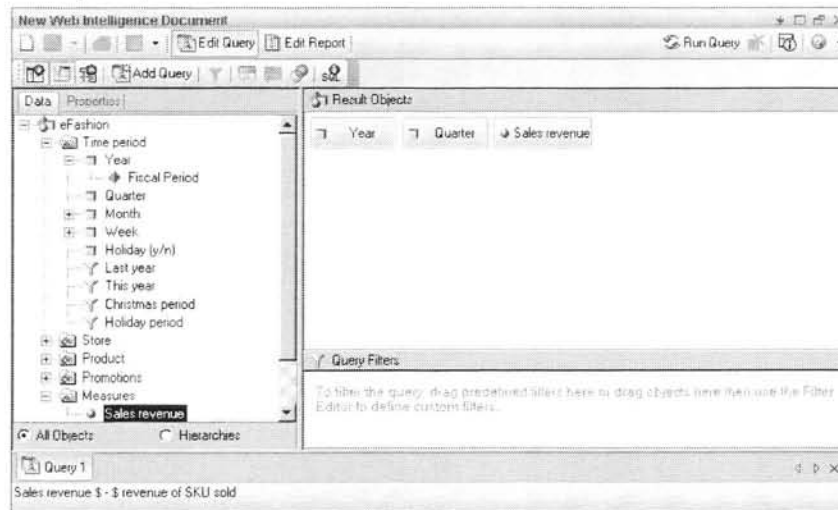 New Web Intelligence Document
Edit Query Edit Report Run Query
Add Query
Data Properties
Result Objects
eFashion
Year Quarter Sales revenue
Time period
Year
Fiscal Period
Quarter
Month
Week
Holiday (y/n)
Last year
This year
Christmas period
Holiday period
Store
Product
Promotions
Measures
Sales revenue
Query Filters
To filter the query, drag predefined filters here or drag objects here then use the Filter
Editor to define custom filters.
All Objects Hierarchies
Query 1
Sales revenue $ - $ revenue of SKU sold